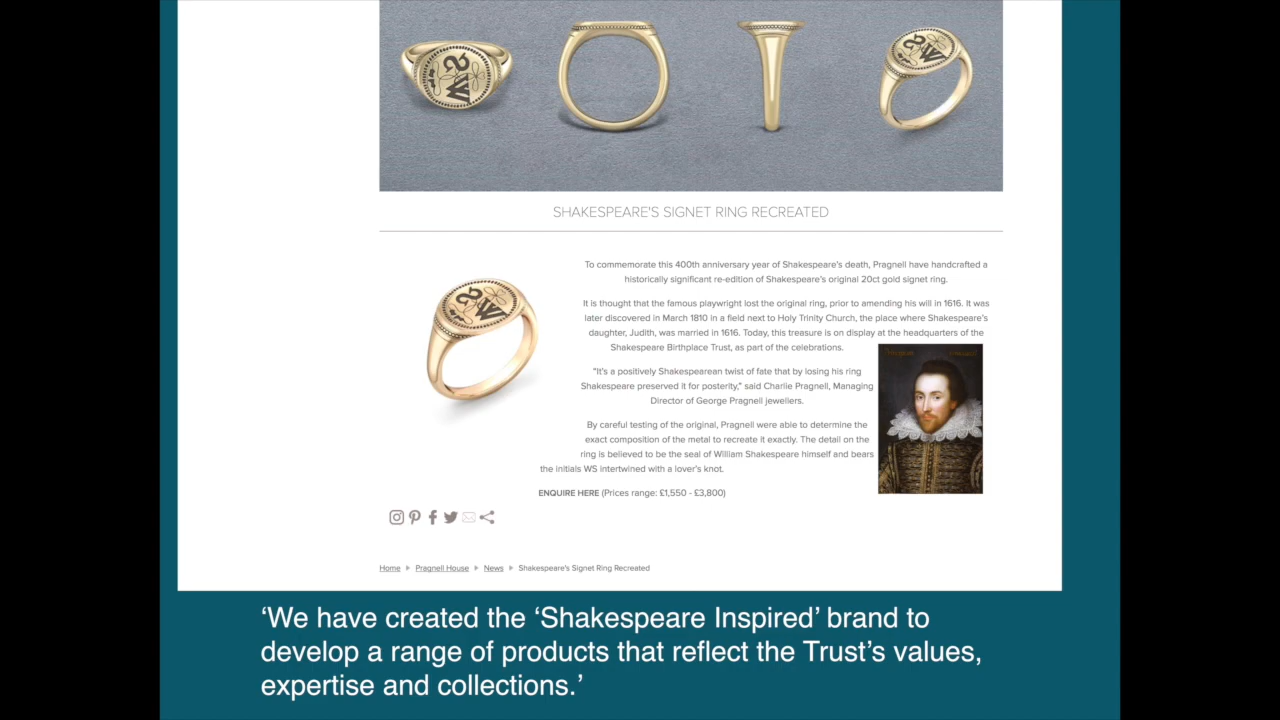 SHAKESPEARE'S SIGNET RING RECREATED
To commemorate this 400th anniversary year of Shakespeare's death, Pragnell have handcrafted a
historically significant re-edition of Shakespeare's original 20ct gold signet ring.
It is thought that the famous playwright lost the original ring, prior to amending his will in 1616. It was
later discovered in March 1810 in a field next to Holy Trinity Church, the place where Shakespeare's
daughter, Judith, was married in 1616. Today, this treasure is on display at the headquarters of the
Shakespeare Birthplace Trust, as part of the celebrations.
"It's a positively Shakespearean twist of fate that by losing his ring
Shakespeare preserved it for posterity," said Charlie Pragnell, Managing
Director of George Pragnell jewellers.
By careful testing of the original, Pragnell were able to determine the
exact composition of the metal to recreate it exactly. The detail on the
ring is believed to be the seal of William Shakespeare himself and bears
the initials WS intertwined with a lover's knot.
ENQUIRE HERE (Prices range: £1,550 - £3,800)
Home Pragnell House News Shakespeare's Signet Ring Recreated
‘We have created the ‘Shakespeare Inspired’ brand to
develop a range of products that reflect the Trust’s values,
expertise and collections.’